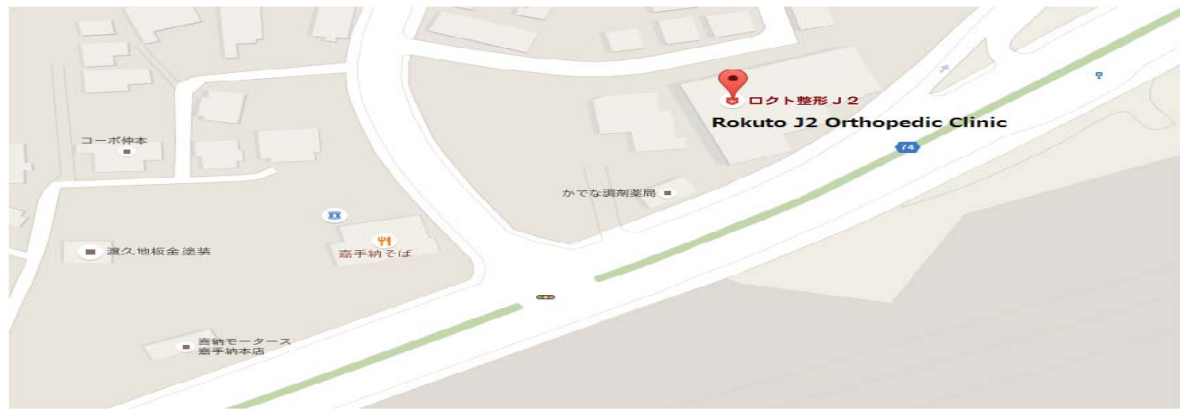 ロクト整形J2
Rokuto J2 Orthopedic Clinic
コーポ仲本
74
かでな調剤薬局
渡久地板金塗装
嘉手納そば
喜納モータース
嘉手納本店